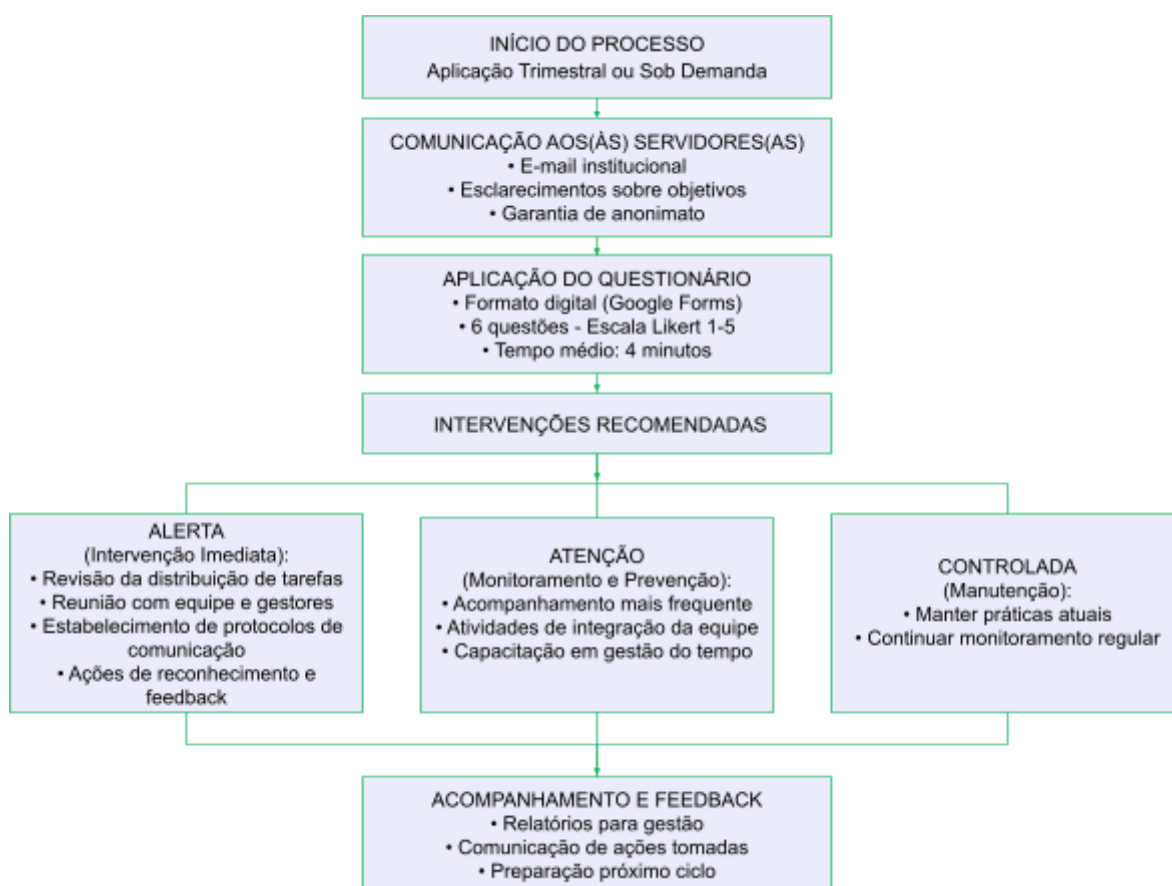 INÍCIO DO PROCESSO
Aplicação Trimestral ou Sob Demanda
COMUNICAÇÃO AOS(ÀS) SERVIDORES(AS)
• E-mail institucional
• Esclarecimentos sobre objetivos
• Garantia de anonimato
APLICAÇÃO DO QUESTIONÁRIO
• Formato digital (Google Forms)
• 6 questões - Escala Likert 1-5
• Tempo médio: 4 minutos
INTERVENÇÕES RECOMENDADAS
ALERTA
(Intervenção Imediata):
• Revisão da distribuição de tarefas
• Reunião com equipe e gestores
• Estabelecimento de protocolos de
comunicação
• Ações de reconhecimento e
feedback
ATENÇÃO
(Monitoramento e Prevenção):
• Acompanhamento mais frequente
• Atividades de integração da equipe
• Capacitação em gestão do tempo
CONTROLADA
(Manutenção):
• Manter práticas atuais
• Continuar monitoramento regular
ACOMPANHAMENTO E FEEDBACK
• Relatórios para gestão
• Comunicação de ações tomadas
• Preparação próximo ciclo